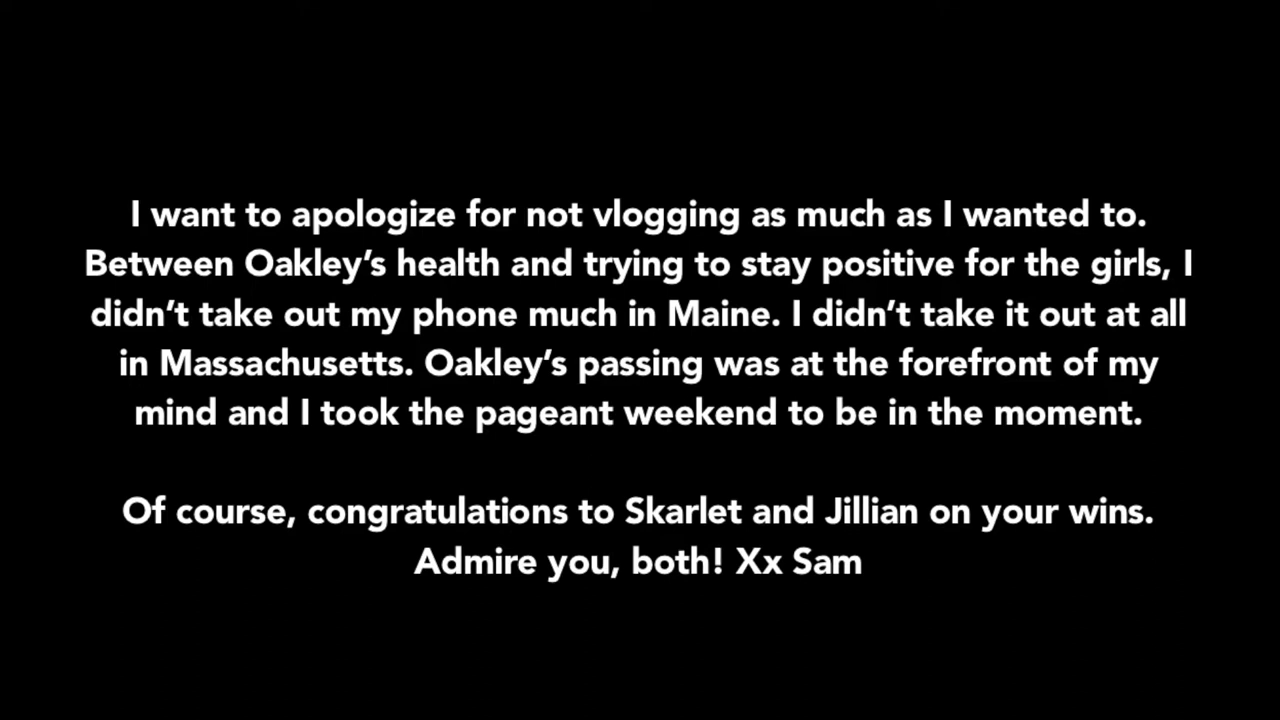 I want to apologize for not vlogging as much as I wanted to.
Between Oakley’s health and trying to stay positive for the girls, I
didn’t take out my phone much in Maine. I didn’t take it out at all
in Massachusetts. Oakley’s passing was at the forefront of my
mind and I took the pageant weekend to be in the moment.
Of course, congratulations to Skarlet and Jillian on your wins.
Admire you, both! Xx Sam